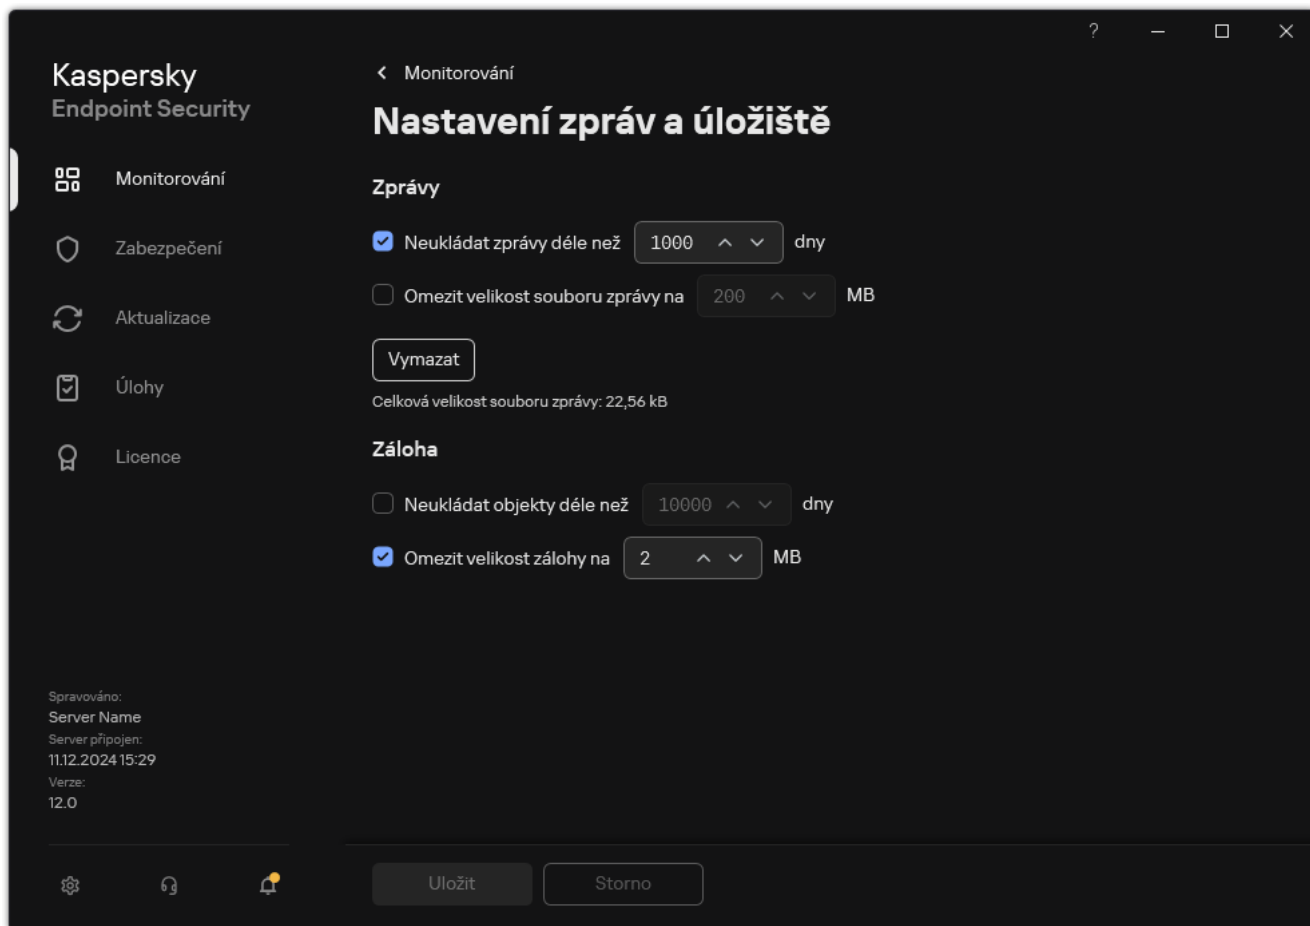 ?
Kaspersky
Endpoint Security
Monitorování
Zabezpečení
Aktualizace
Úlohy
Licence
Spravováno:
Server Name
Server připojen:
11.12.2024 15:29
Verze:
12.0
Monitorování
Nastavení zpráv a úložiště
Zprávy
Neukládat zprávy déle než 1000 dny
Omezit velikost souboru zprávy na 200 MB
Vymazat
Celková velikost souboru zprávy: 22,56 kB
Záloha
Neukládat objekty déle než 10000 dny
Omezit velikost zálohy na 2 MB
Uložit
Storno